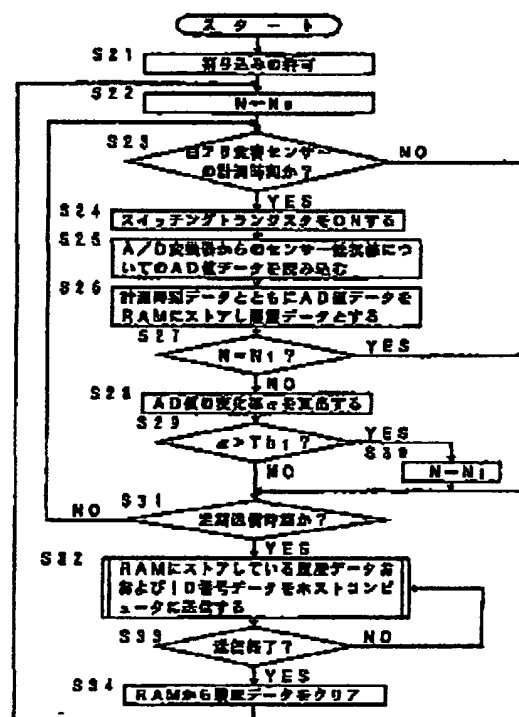 スタート
S21
割り込みの許可
S22
N←No
S23
白アリ食害センサー
の計測時刻か?
NO
YES
S24
スイッチングトランジスタをONする
S25
A/D変換器からのセンサー抵抗値につ
いてのAD値データを読み込む
S26
計測時刻データとともにAD値データを
RAMにストアし履歴データとする
S27
N=N1?
YES
NO
S28
AD値の変化率αを算出する
S29
α>Th1?
YES
S30
NO
N←N1
S31
NO
定期送信時刻か?
YES
S32
RAMにストアしている履歴データお
よびID番号データをホストコンピ
ュータに送信する
S33
送信終了?
NO
YES
S34
RAMから履歴データをクリア